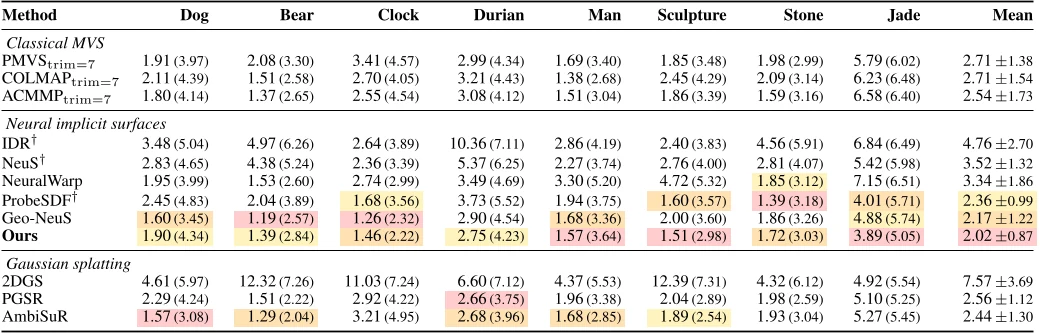 Method Dog Bear Clock Durian Man Sculpture Stone Jade Mean
Classical MVS
PMVS trim=7 1.91 (3.97) 2.08 (3.30) 3.41 (4.57) 2.99 (4.34) 1.69 (3.40) 1.85 (3.48) 1.98 (2.99) 5.79 (6.02) 2.71 ±1.38
COLMAP trim=7 2.11 (4.39) 1.51 (2.58) 2.70 (4.05) 3.21 (4.43) 1.38 (2.68) 2.45 (4.29) 2.09 (3.14) 6.23 (6.48) 2.71 ±1.54
ACMMP trim=7 1.80 (4.14) 1.37 (2.65) 2.55 (4.54) 3.08 (4.12) 1.51 (3.04) 1.86 (3.39) 1.59 (3.16) 6.58 (6.40) 2.54 ±1.73
Neural implicit surfaces
IDR† 3.48 (5.04) 4.97 (6.26) 2.64 (3.89) 10.36 (7.11) 2.86 (4.19) 2.40 (3.83) 4.56 (5.91) 6.84 (6.49) 4.76 ±2.70
NeuS† 2.83 (4.65) 4.38 (5.24) 2.36 (3.39) 5.37 (6.25) 2.27 (3.74) 2.76 (4.00) 2.81 (4.07) 5.42 (5.98) 3.52 ±1.32
NeuralWarp 1.95 (3.99) 1.53 (2.60) 2.74 (2.99) 3.49 (4.69) 3.30 (5.20) 4.72 (5.32) 1.85 (3.12) 7.15 (6.51) 3.34 ±1.86
ProbeSDF† 2.45 (4.83) 2.04 (3.89) 1.68 (3.56) 3.73 (5.52) 1.94 (3.75) 1.60 (3.57) 1.39 (3.18) 4.01 (5.71) 2.36 ±0.99
Geo-NeuS 1.60 (3.45) 1.19 (2.57) 1.26 (2.32) 2.90 (4.54) 1.68 (3.36) 2.00 (3.60) 1.86 (3.26) 4.88 (5.74) 2.17 ±1.22
Ours 1.90 (4.34) 1.39 (2.84) 1.46 (2.22) 2.75 (4.23) 1.57 (3.64) 1.51 (2.98) 1.72 (3.03) 3.89 (5.05) 2.02 ±0.87
Gaussian splatting
2DGS 4.61 (5.97) 12.32 (7.26) 11.03 (7.24) 6.60 (7.12) 4.37 (5.53) 12.39 (7.31) 4.32 (6.12) 4.92 (5.54) 7.57 ±3.69
PGSR 2.29 (4.24) 1.51 (2.22) 2.92 (4.22) 2.66 (3.75) 1.96 (3.38) 2.04 (2.89) 1.98 (2.59) 5.10 (5.25) 2.56 ±1.12
AmbiSuR 1.57 (3.08) 1.29 (2.04) 3.21 (4.95) 2.68 (3.96) 1.68 (2.85) 1.89 (2.54) 1.93 (3.04) 5.27 (5.45) 2.44 ±1.30